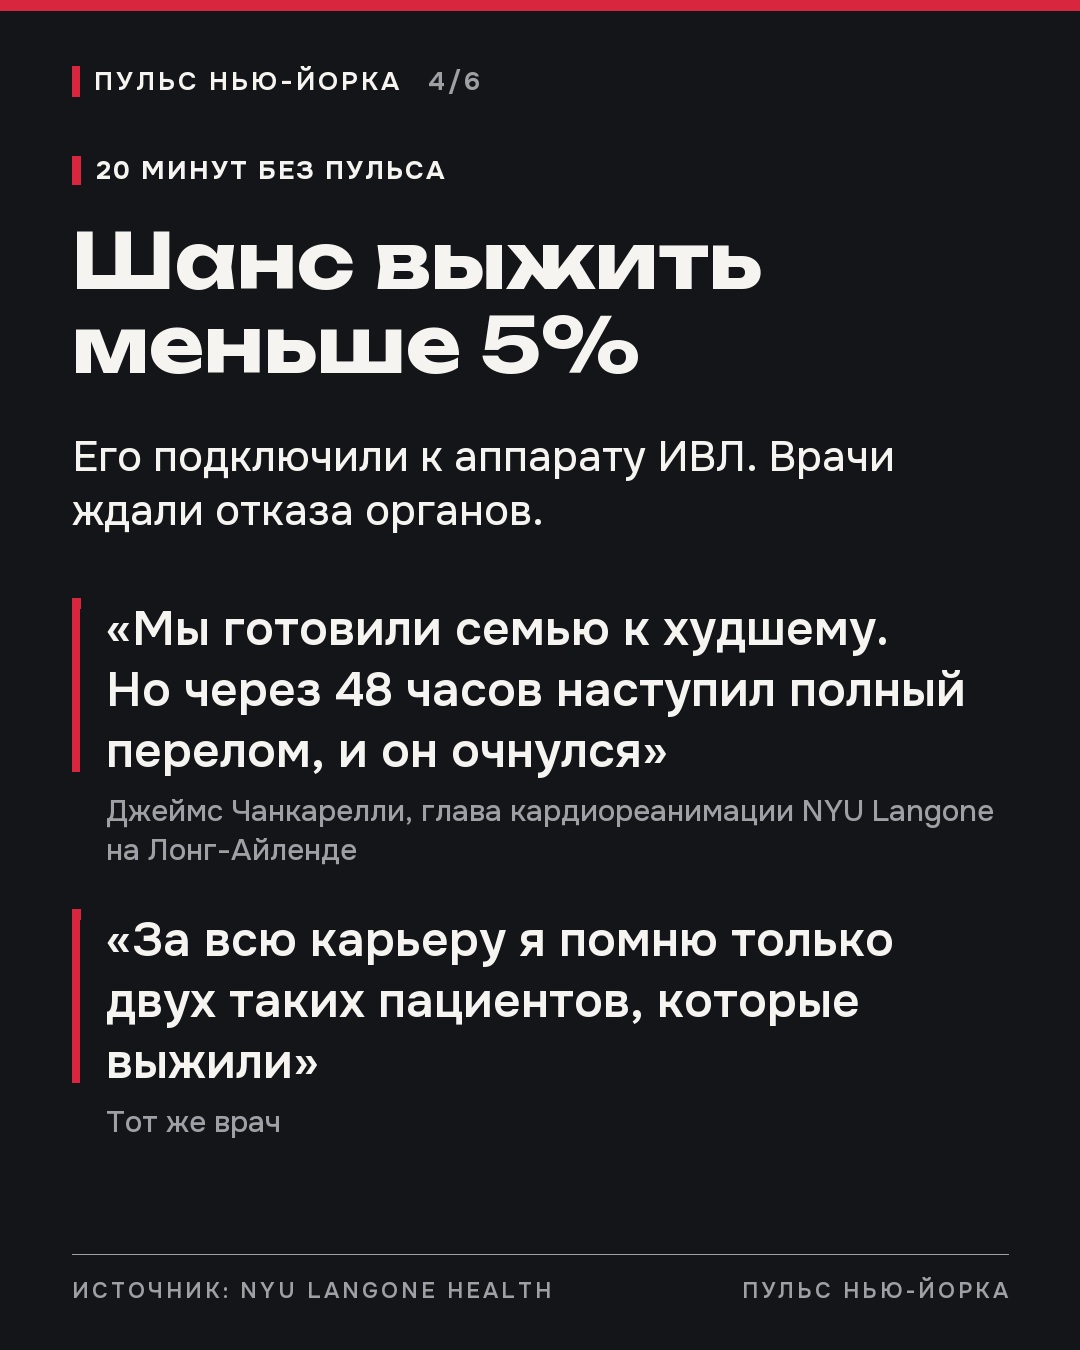 ПУЛЬС НЬЮ-ЙОРКА 4/6
20 МИНУТ БЕЗ ПУЛЬСА
Шанс выжить
меньше 5%
Его подключили к аппарату ИВЛ. Врачи
ждали отказа органов.
«Мы готовили семью к худшему.
Но через 48 часов наступил полный
перелом, и он очнулся»
Джеймс Чанкарелли, глава кардиореанимации NYU Langone
на Лонг-Айленде
«За всю карьеру я помню только
двух таких пациентов, которые
выжили»
Тот же врач
ИСТОЧНИК: NYU LANGONE HEALTH ПУЛЬС НЬЮ-ЙОРКА